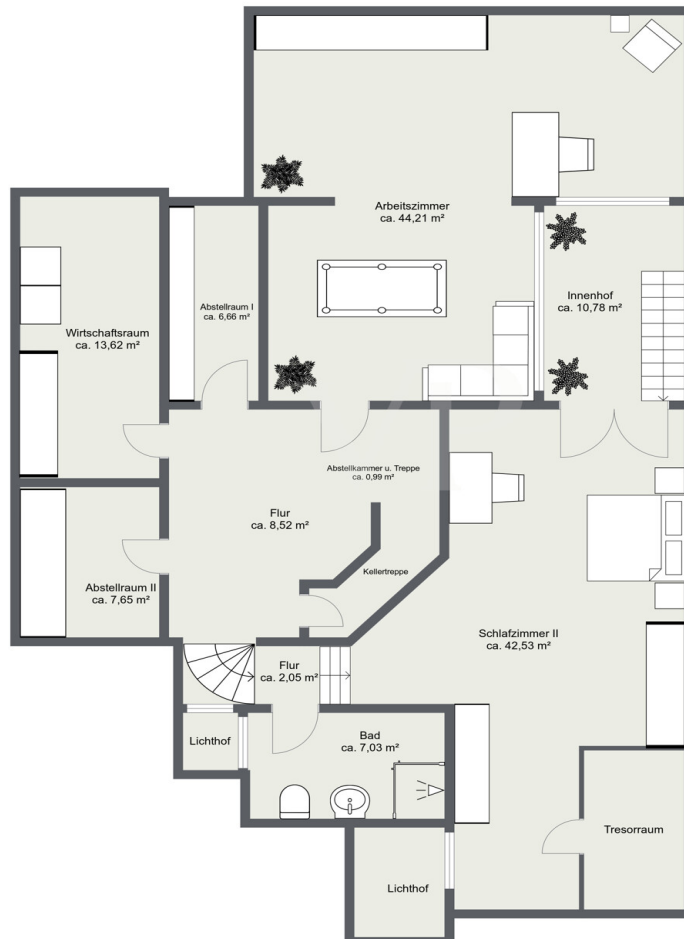 Arbeitszimmer
ca. 44,21 m²
Innenhof
ca. 10,78 m²
Abstellraum I
ca. 6,66 m²
Wirtschaftsraum
ca. 13,62 m²
Abstellkammer u. Treppe
ca. 0,99 m²
Flur
ca. 8,52 m²
Kellertreppe
Abstellraum II
ca. 7,65 m²
Schlafzimmer II
ca. 42,53 m²
Flur
ca. 2,05 m²
Lichthof
Bad
ca. 7,03 m²
Tresorraum
Lichthof